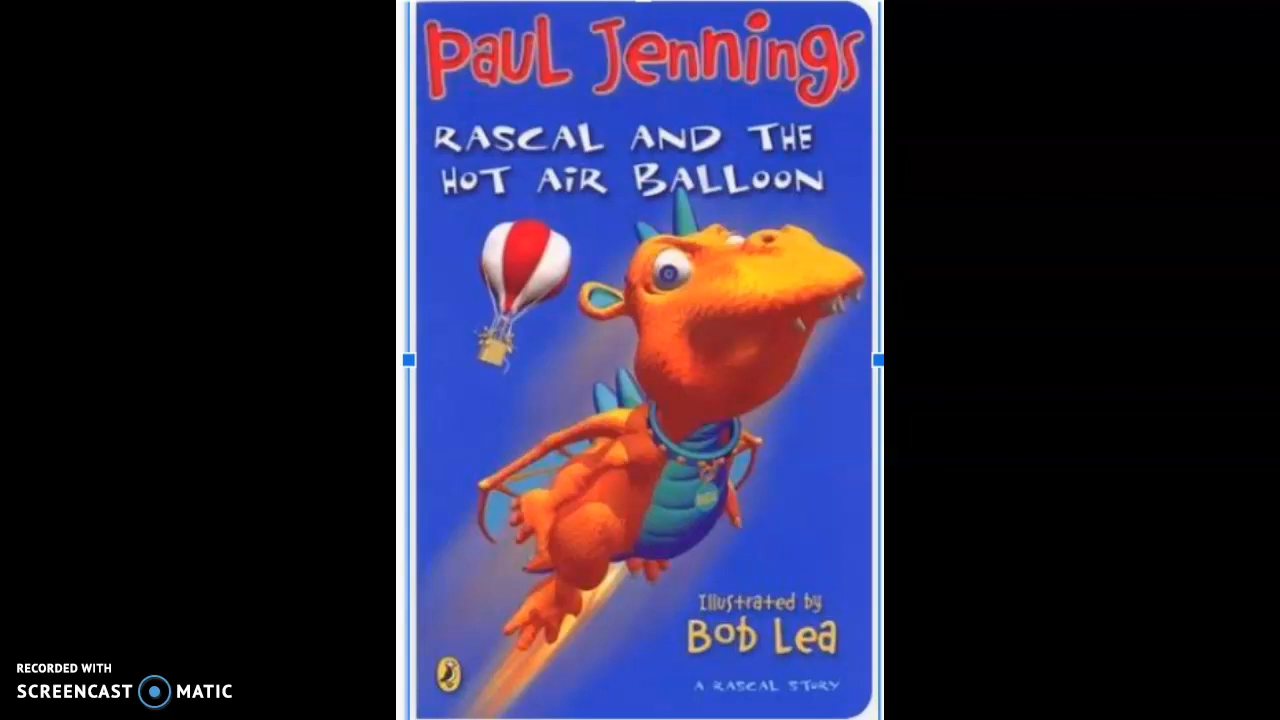 Paul Jennings
RASCAL AND THE
HOT AiR BALLOON
Illustrated by
Bob Lea
A RASCAL STORY
RECORDED WITH
SCREENCAST MATIC